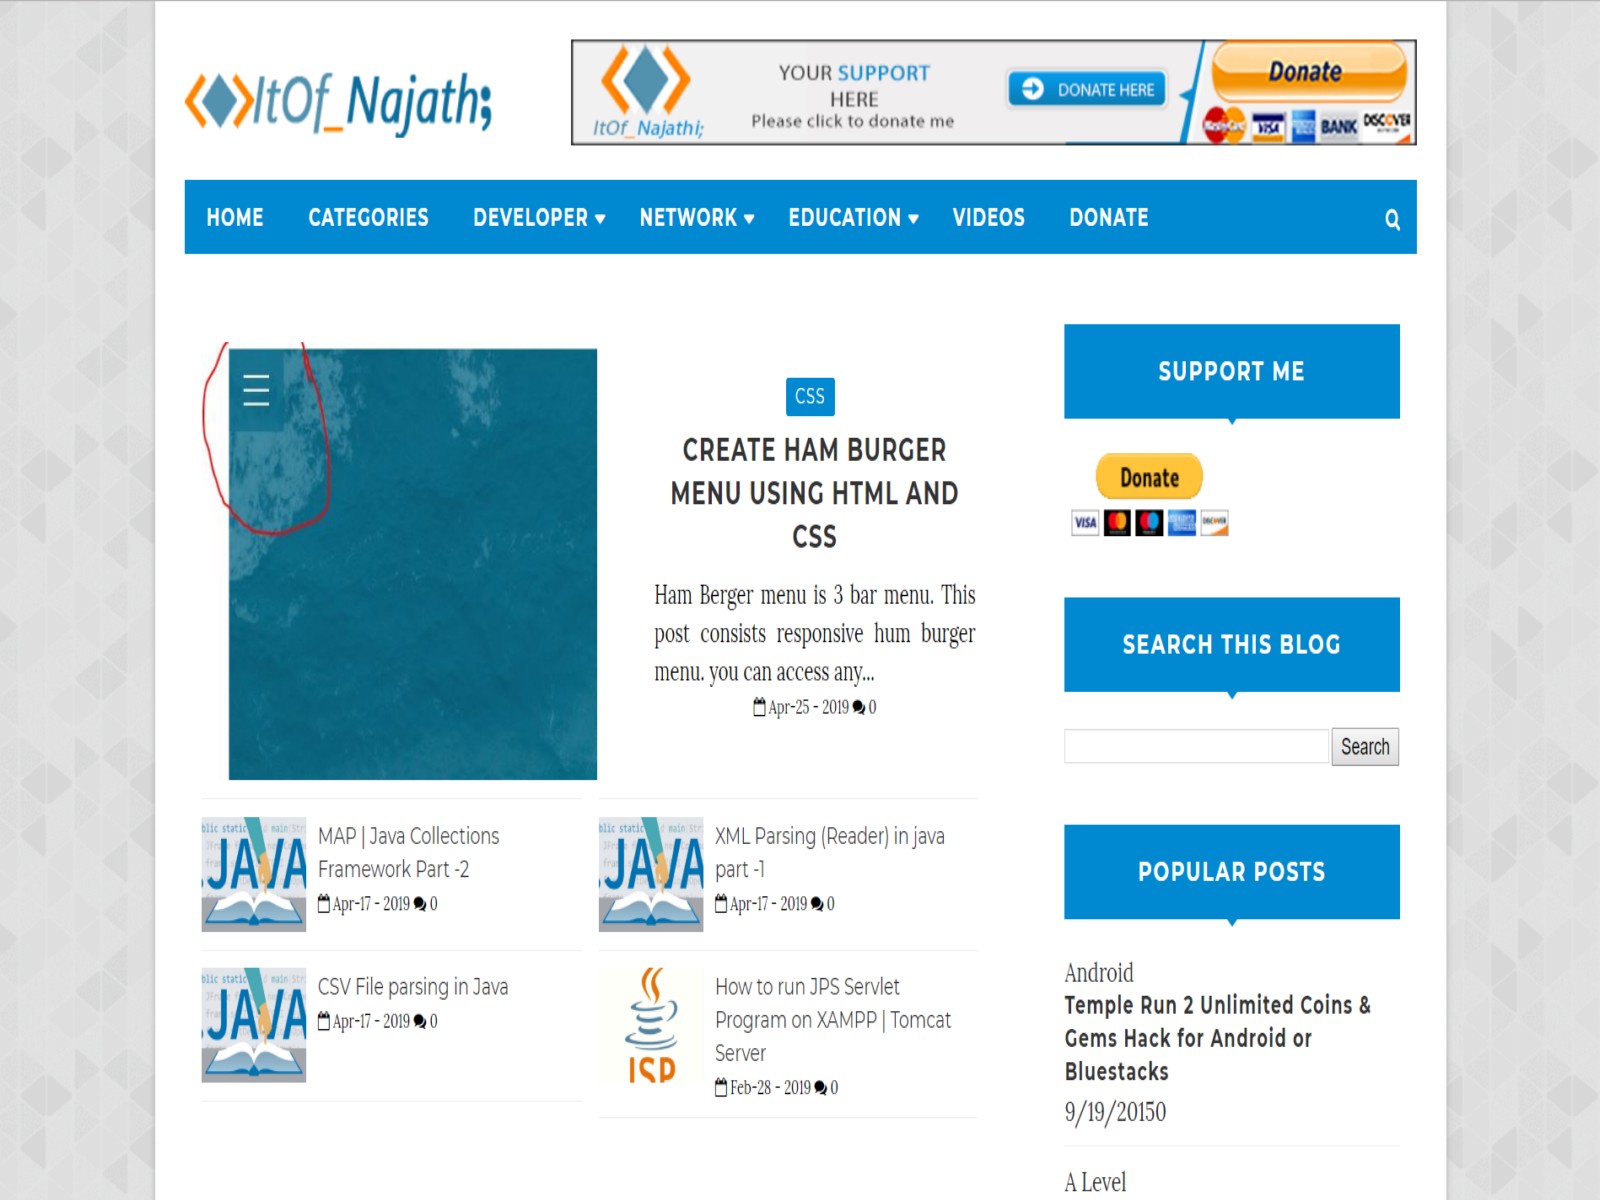 ItOf_Najath;
ItOf_Najathi;
YOUR SUPPORT
HERE
Please click to donate me
DONATE HERE
Donate
MasterCard
VISA
BANK
DISCOVER
HOME CATEGORIES DEVELOPER NETWORK EDUCATION VIDEOS DONATE
CSS
CREATE HAM BURGER
MENU USING HTML AND
CSS
Ham Berger menu is 3 bar menu. This
post consists responsive hum burger
menu. you can access any...
Apr-25 - 2019 0
JAVA
MAP | Java Collections
Framework Part -2
Apr-17 - 2019 0
JAVA
XML Parsing (Reader) in java
part -1
Apr-17 - 2019 0
JAVA
CSV File parsing in Java
Apr-17 - 2019 0
JSP
How to run JPS Servlet
Program on XAMPP | Tomcat
Server
Feb-28 - 2019 0
SUPPORT ME
Donate
VISA
DISCOVER
SEARCH THIS BLOG
Search
POPULAR POSTS
Android
Temple Run 2 Unlimited Coins &
Gems Hack for Android or
Bluestacks
9/19/20150
A Level